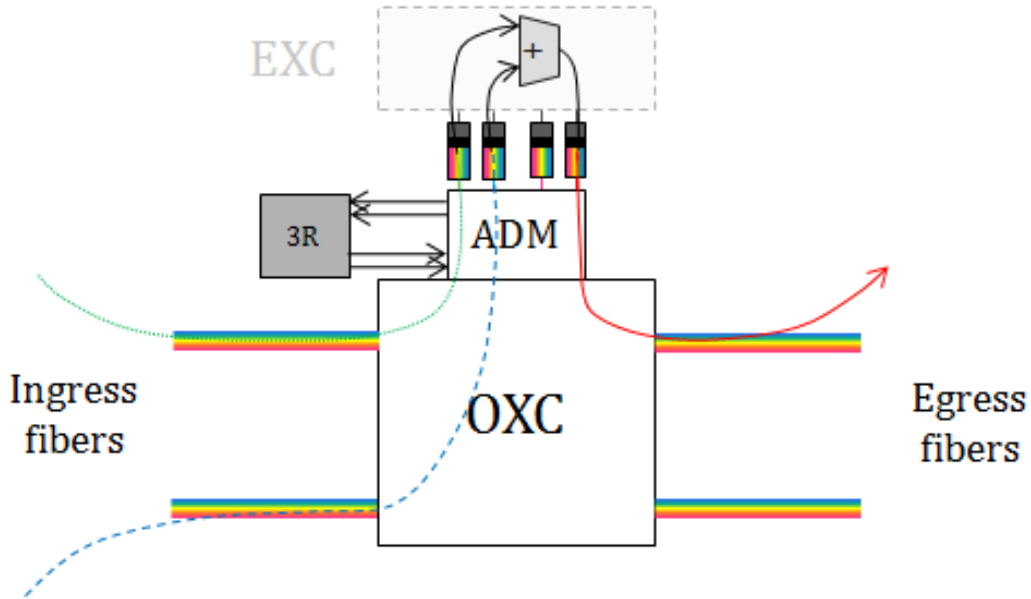 EXC
+
3R
ADM
Ingress
fibers
OXC
Egress
fibers